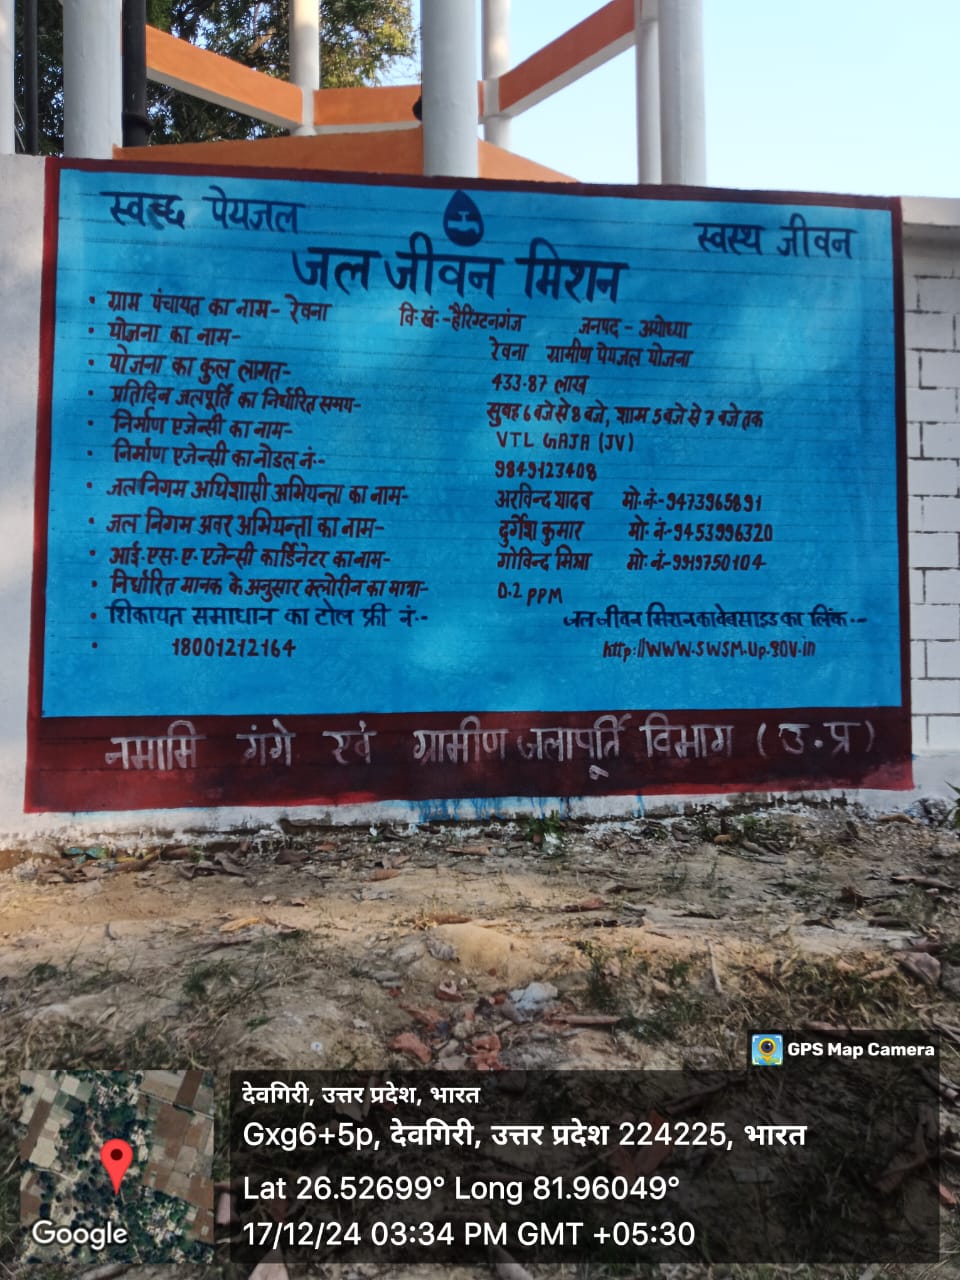 स्वच्छ पेयजल
स्वस्थ जीवन
जल जीवन मिशन
• ग्राम पंचायत का नाम- रेवना वि.खं.-हैरिंग्टनगंज जनपद - अयोध्या
• योजना का नाम- रेवना ग्रामीण पेयजल योजना
• योजना का कुल लागत- 433.87 लाख
• प्रतिदिन जलपूर्ति का निर्धारित समय- सुबह 6 बजे से 8 बजे, शाम 5 बजे से 7 बजे तक
• निर्माण एजेन्सी का नाम- VTL GAJA (JV)
• निर्माण एजेन्सी का नोडल नं.- 9849123408
• जल निगम अधिशासी अभियन्ता का नाम- अरविन्द यादव मो.नं-9473965891
• जल निगम अवर अभियन्ता का नाम- दुर्गेश कुमार मो.नं-9453996320
• आई.एस.ए.एजेन्सी कार्डिनेटर का नाम- गोविन्द मिश्रा मो.नं-9919750104
• निर्धारित मानक के अनुसार क्लोरीन का मात्रा- 0.2 PPM
• शिकायत समाधान का टोल फ्री नं.- जल जीवन मिशन का वेबसाइड का लिंक--
• 18001212164 http://www.swsm.up.gov.in
नमामि गंगे एवं ग्रामीण जलापूर्ति विभाग (उ.प्र)
GPS Map Camera
देवगिरी, उत्तर प्रदेश, भारत
Gxg6+5p, देवगिरी, उत्तर प्रदेश 224225, भारत
Lat 26.52699° Long 81.96049°
17/12/24 03:34 PM GMT +05:30
Google